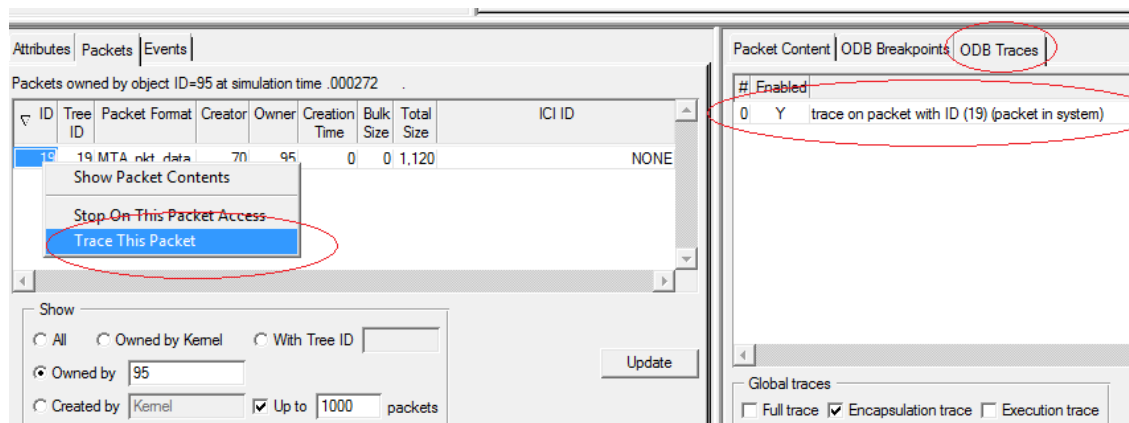 Attributes Packets Events
Packets owned by object ID=95 at simulation time .000272 .
ID Tree ID Packet Format Creator Owner Creation Time Bulk Size Total Size ICI ID
19 19 MTA_pkt_data 70 95 0 0 1,120 NONE
Show Packet Contents
Stop On This Packet Access
Trace This Packet
Show
All Owned by Kernel With Tree ID
Owned by 95
Update
Created by Kernel Up to 1000 packets
Packet Content ODB Breakpoints ODB Traces
# Enabled
0 Y trace on packet with ID (19) (packet in system)
Global traces
Full trace Encapsulation trace Execution trace